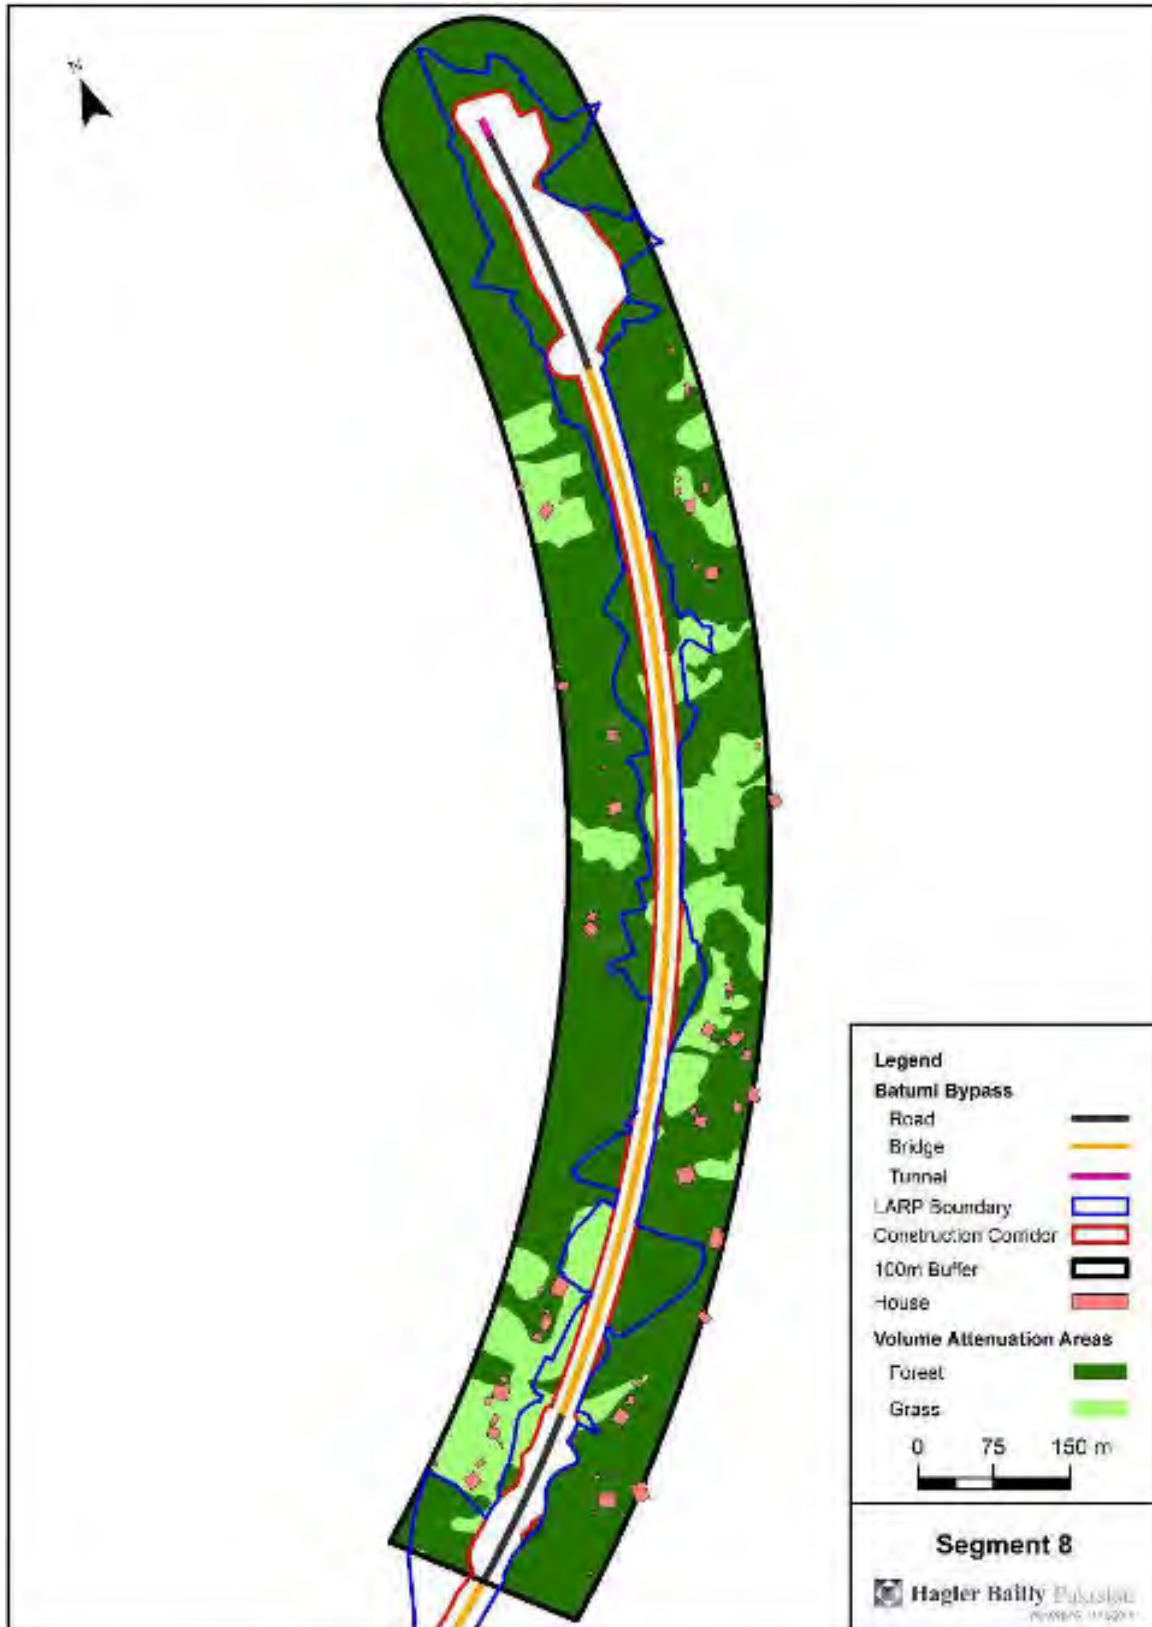 N
Legend
Batumi Bypass
Road
Bridge
Tunnel
LARP Boundary
Construction Corridor
100m Buffer
House
Volume Attenuation Areas
Forest
Grass
0 75 150 m
Segment 8
Hagler Bailly Pakistan